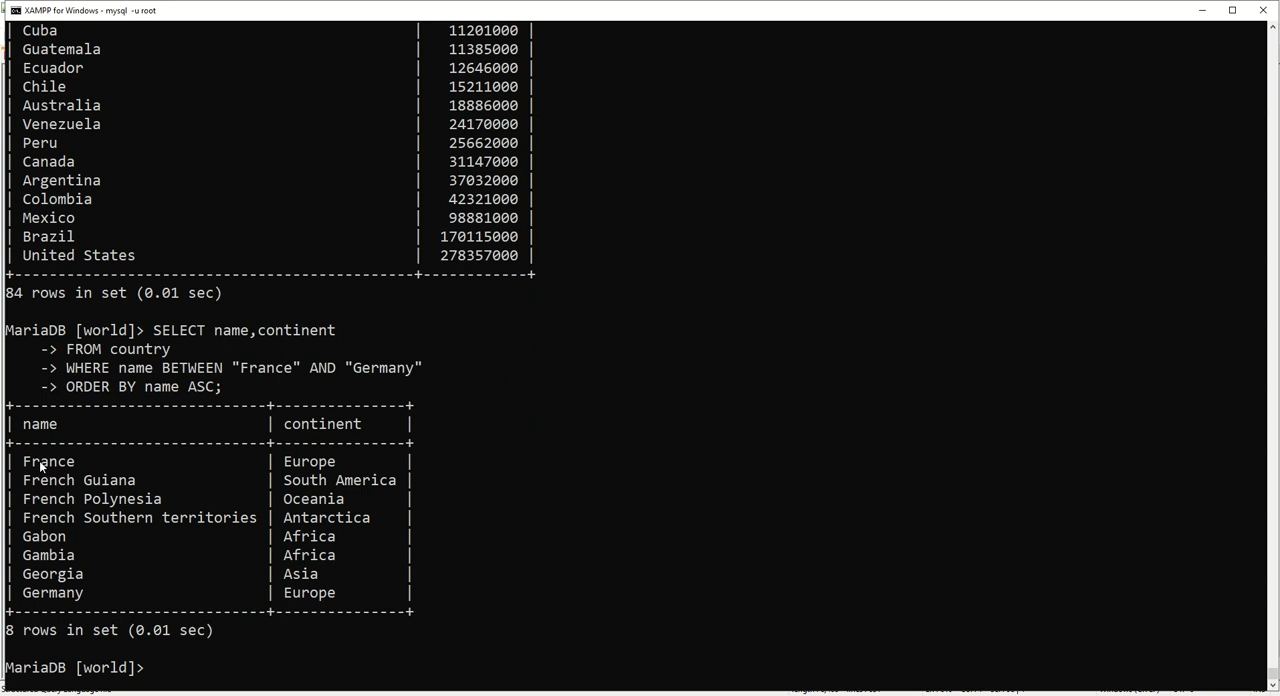 XAMPP for Windows - mysql -u root
| Cuba | 11201000 |
| Guatemala | 11385000 |
| Ecuador | 12646000 |
| Chile | 15211000 |
| Australia | 18886000 |
| Venezuela | 24170000 |
| Peru | 25662000 |
| Canada | 31147000 |
| Argentina | 37032000 |
| Colombia | 42321000 |
| Mexico | 98881000 |
| Brazil | 170115000 |
| United States | 278357000 |
+----------------------------------------------+------------+
84 rows in set (0.01 sec)
MariaDB [world]> SELECT name,continent
-> FROM country
-> WHERE name BETWEEN "France" AND "Germany"
-> ORDER BY name ASC;
+-----------------------------+---------------+
| name | continent |
+-----------------------------+---------------+
| France | Europe |
| French Guiana | South America |
| French Polynesia | Oceania |
| French Southern territories | Antarctica |
| Gabon | Africa |
| Gambia | Africa |
| Georgia | Asia |
| Germany | Europe |
+-----------------------------+---------------+
8 rows in set (0.01 sec)
MariaDB [world]>